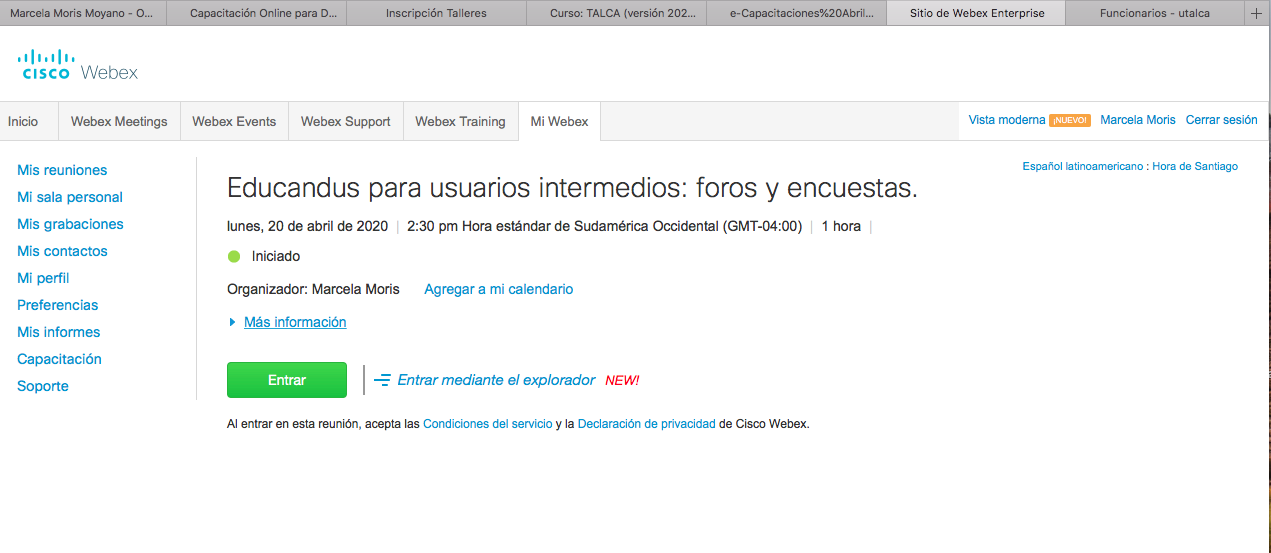 Marcela Moris Moyano - O... Capacitación Online para D... Inscripción Talleres Curso: TALCA (versión 202... e-Capacitaciones%20Abril... Sitio de Webex Enterprise Funcionarios - utalca +
CISCO Webex
Inicio Webex Meetings Webex Events Webex Support Webex Training Mi Webex Vista moderna ¡NUEVO! Marcela Moris Cerrar sesión
Español latinoamericano : Hora de Santiago
Mis reuniones
Mi sala personal
Mis grabaciones
Mis contactos
Mi perfil
Preferencias
Mis informes
Capacitación
Soporte
Educandus para usuarios intermedios: foros y encuestas.
lunes, 20 de abril de 2020 | 2:30 pm Hora estándar de Sudamérica Occidental (GMT-04:00) | 1 hora |
Iniciado
Organizador: Marcela Moris Agregar a mi calendario
Más información
Entrar Entrar mediante el explorador NEW!
Al entrar en esta reunión, acepta las Condiciones del servicio y la Declaración de privacidad de Cisco Webex.